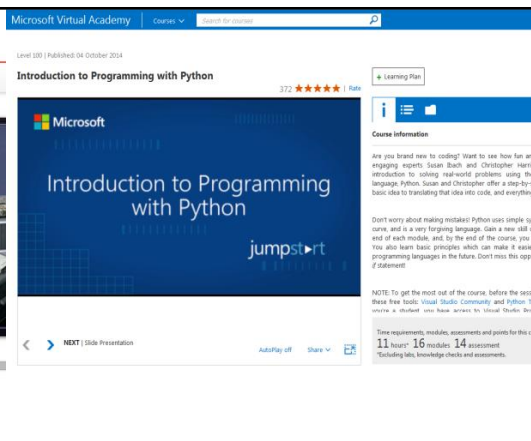 Microsoft Virtual Academy Courses Search for courses
Level 100 | Published: 04 October 2014
Introduction to Programming with Python
372 ★★★★★ | Rate
Microsoft
Introduction to Programming
with Python
jumpst►rt
NEXT | Slide Presentation
AutoPlay off Share
+ Learning Plan
Course information
Are you brand new to coding? Want to see how fun an
engaging experts Susan Ibach and Christopher Harri
introduction to solving real-world problems using th
language, Python. Susan and Christopher offer a step-by-
basic idea to translating that idea into code, and everythin
Don't worry about making mistakes! Python uses simple sy
curve, and is a very forgiving language. Gain a new skill
end of each module, and, by the end of the course, you
You also learn basic principles which can make it easie
programming languages in the future. Don't miss this opp
if statement!
NOTE: To get the most out of the course, before the sess
these free tools: Visual Studio Community and Python T
you're a student, you have access to Visual Studio Pro
Time requirements, modules, assessments and points for this c
11 hours* 16 modules 14 assessment
*Excluding labs, knowledge checks and assessments.